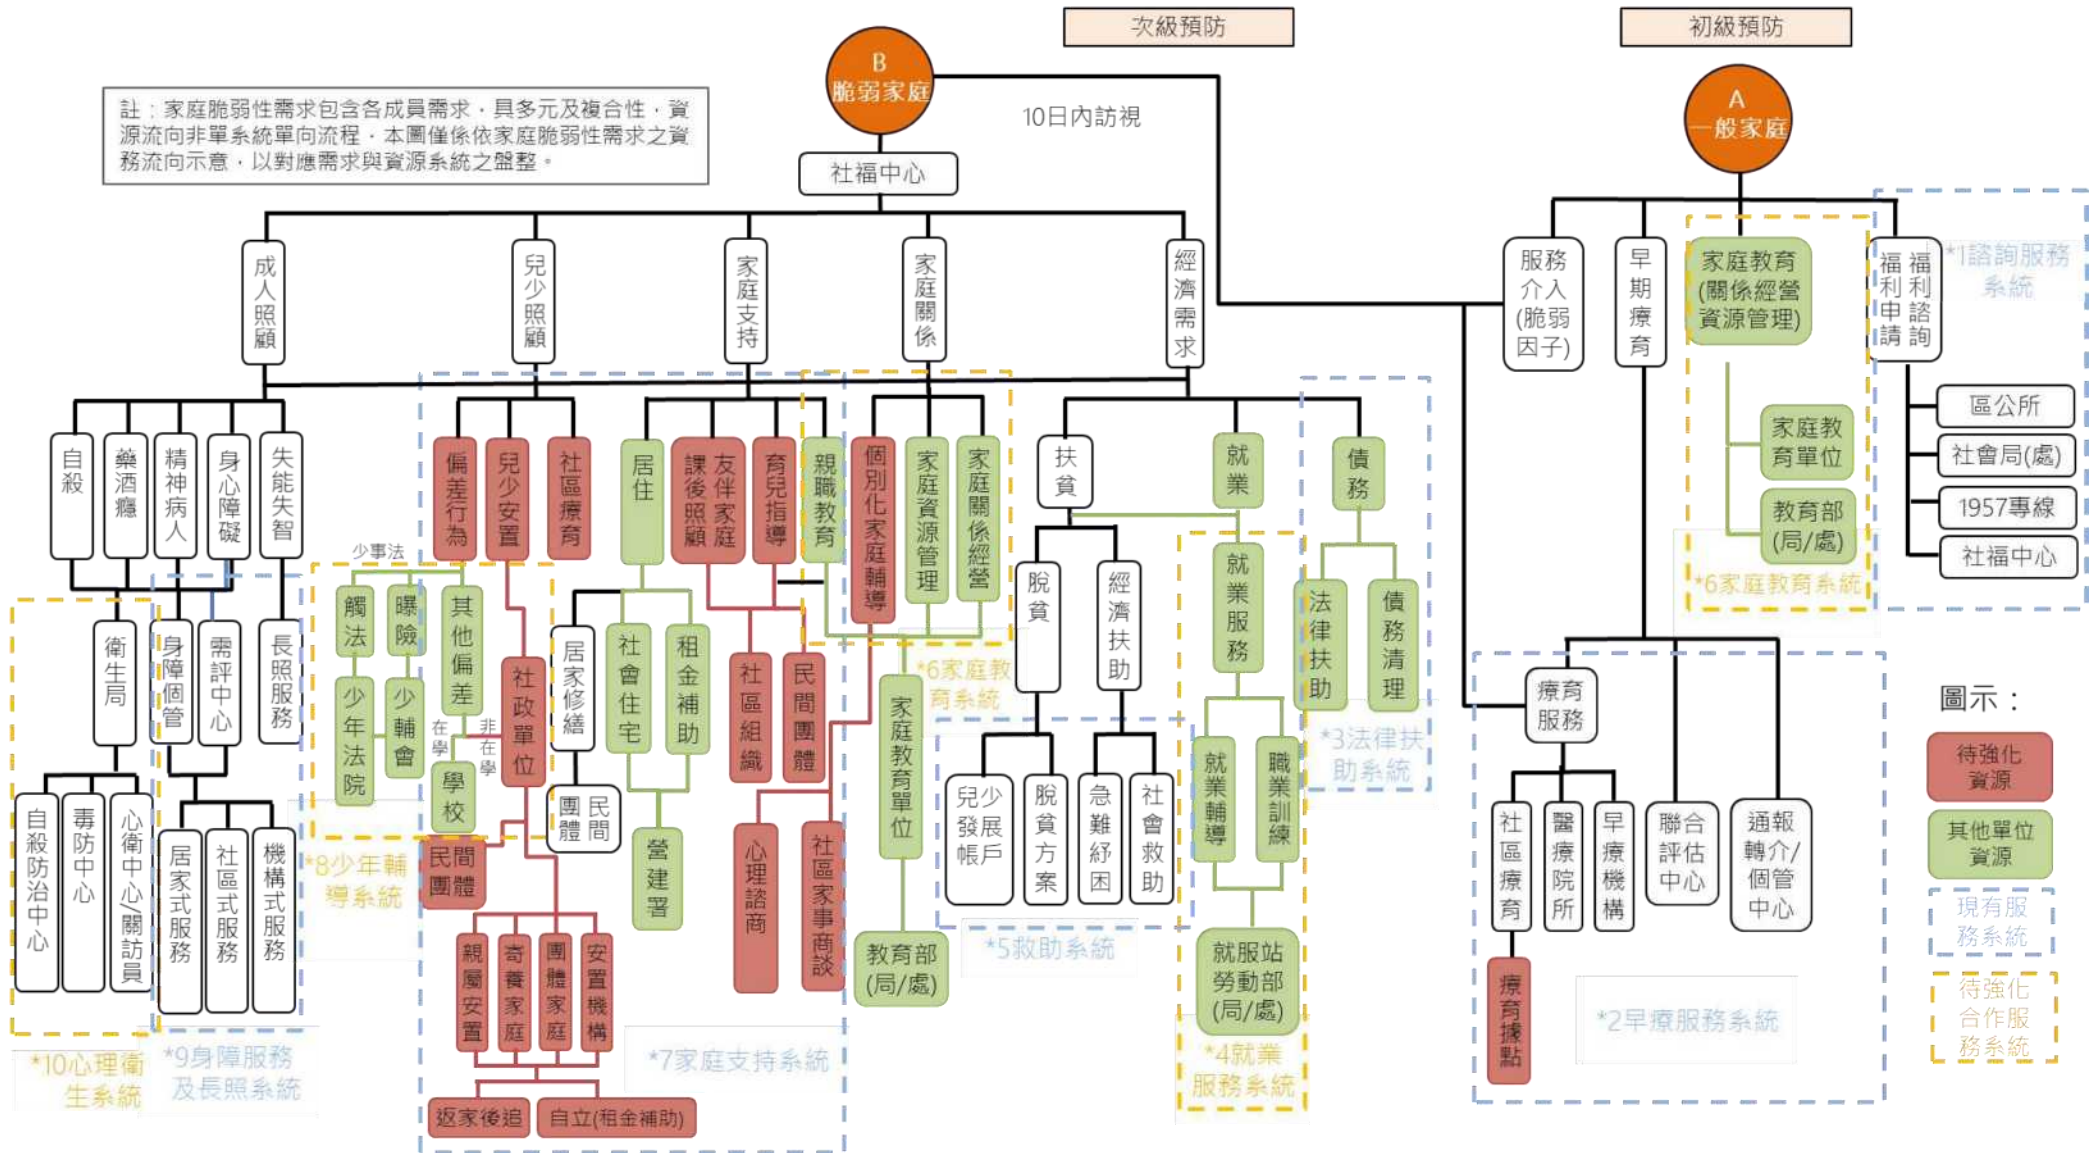 次級預防
初級預防
B
脆弱家庭
A
一般家庭
註：家庭脆弱性需求包含各成員需求，具多元及複合性，資
源流向非單系統單向流程，本圖僅係依家庭脆弱性需求之資
務流向示意，以對應需求與資源系統之盤整。
10日內訪視
社福中心
成人照顧
兒少照顧
家庭支持
家庭關係
經濟需求
服務
介入
(脆弱
因子)
早期療育
家庭教育
(關係經營
資源管理)
福利諮詢
福利申請
*1諮詢服務
系統
區公所
社會局(處)
1957專線
社福中心
家庭教
育單位
教育部
(局/處)
*6家庭教育系統
自殺
藥酒癮
精神病人
身心障礙
失能失智
偏差行為
兒少安置
社區療育
居住
友伴家庭
課後照顧
育兒指導
親職教育
個別化家庭輔導
家庭資源管理
家庭關係經營
扶貧
就業
債務
少事法
觸法
曝險
其他偏差
少年法院
少輔會
在學
非在學
學校
社政單位
衛生局
身障個管
需評中心
長照服務
居家修繕
社會住宅
租金補助
社區組織
民間團體
*6家庭教
育系統
家庭教育單位
脫貧
經濟扶助
就業服務
法律扶助
債務清理
*3法律扶
助系統
就業輔導
職業訓練
自殺防治中心
毒防中心
心衛中心/關訪員
居家式服務
社區式服務
機構式服務
*8少年輔
導系統
民間
團體
民間
團體
營建署
心理諮商
社區家事商談
教育部
(局/處)
兒少
發展
帳戶
脫貧方案
急難紓困
社會救助
*5救助系統
就服站
勞動部
(局/處)
*4就業
服務系統
親屬安置
寄養家庭
團體家庭
安置機構
返家後追
自立(租金補助)
*7家庭支持系統
*10心理衛
生系統
*9身障服務
及長照系統
療育
服務
社區療育
醫療院所
早療機構
聯合
評估
中心
通報
轉介/
個管
中心
療育據點
*2早療服務系統
圖示：
待強化
資源
其他單位
資源
現有服
務系統
待強化
合作服
務系統